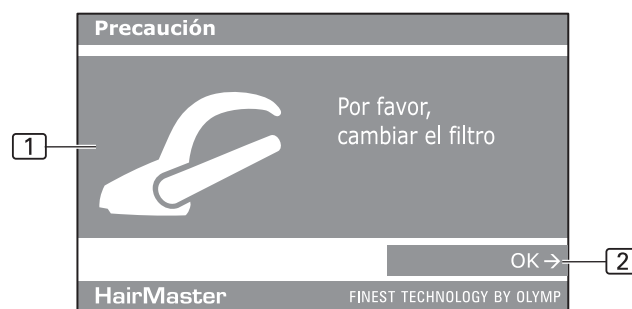 Precaución
Por favor,
cambiar el filtro
1
OK →
2
HairMaster FINEST TECHNOLOGY BY OLYMP